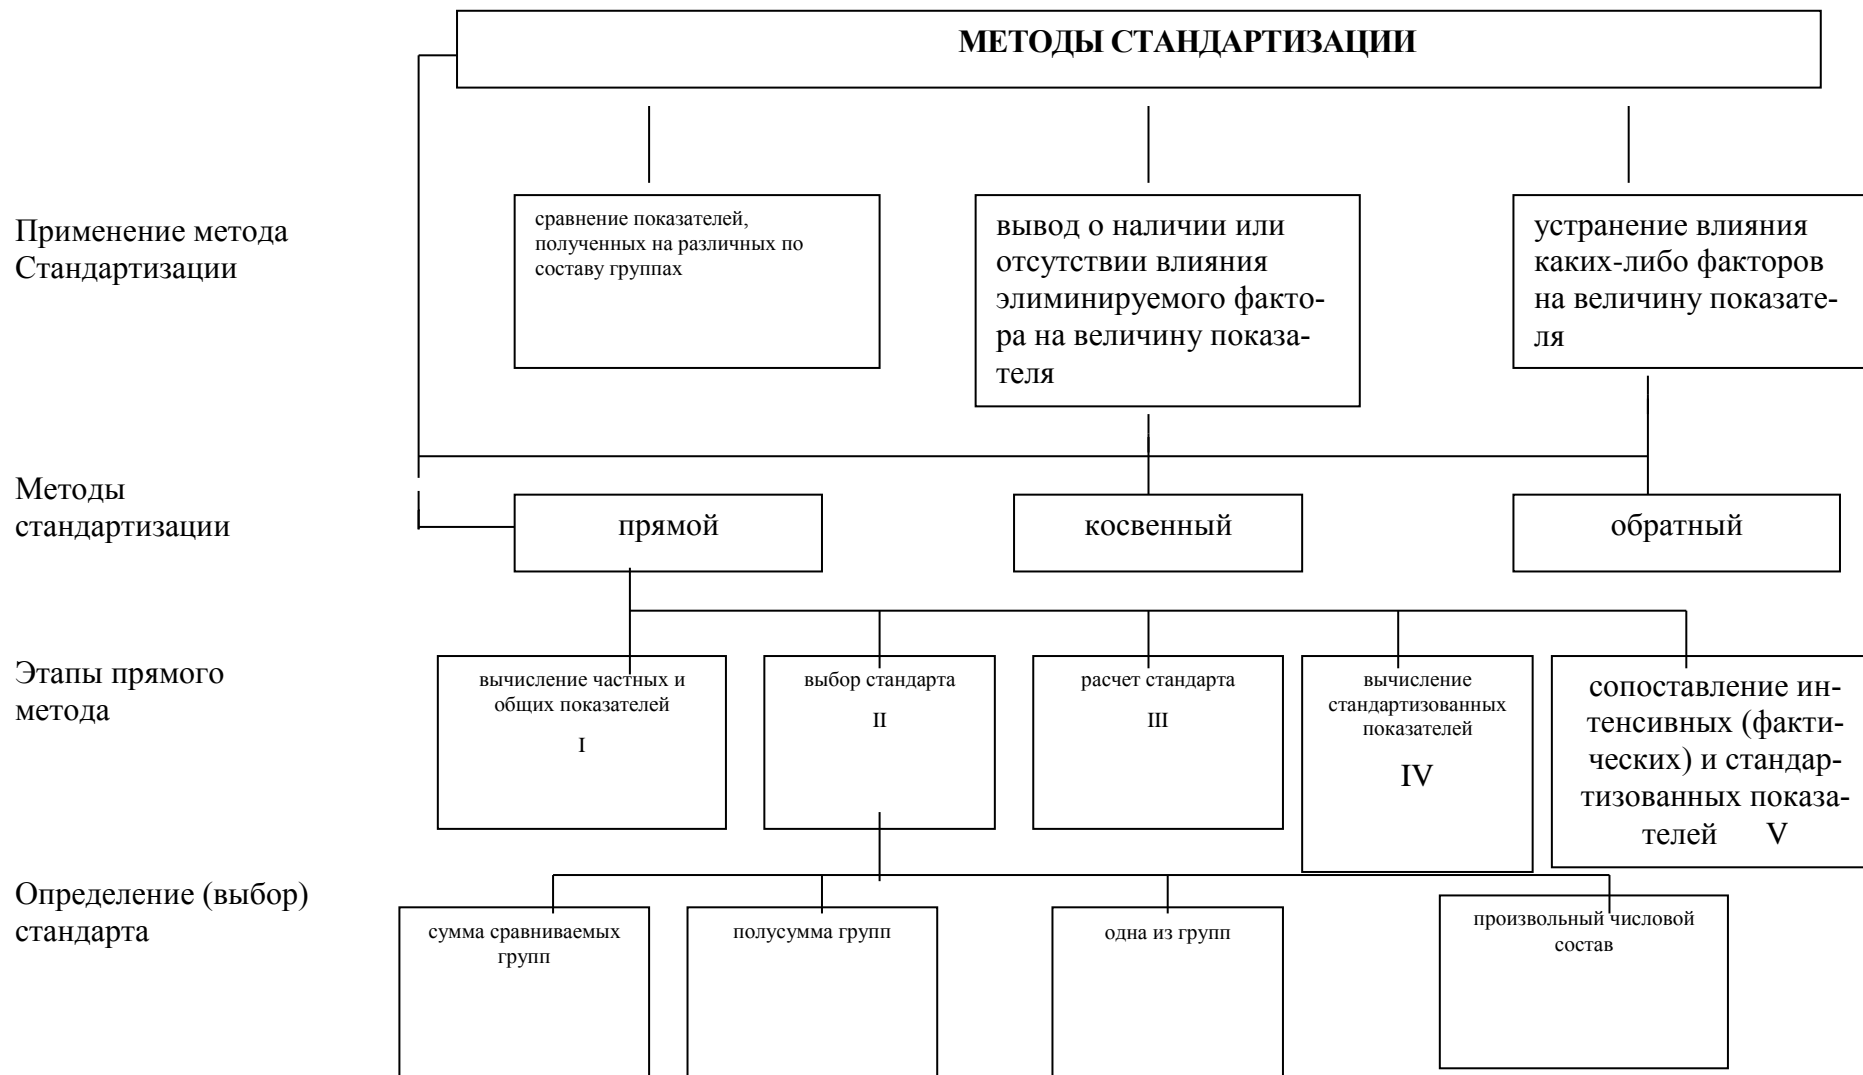 МЕТОДЫ СТАНДАРТИЗАЦИИ
Применение метода
Стандартизации
сравнение показателей,
полученных на различных по
составу группах
вывод о наличии или
отсутствии влияния
элиминируемого факто-
ра на величину показа-
теля
устранение влияния
каких-либо факторов
на величину показате-
ля
Методы
стандартизации
прямой
косвенный
обратный
Этапы прямого
метода
вычисление частных и
общих показателей
I
выбор стандарта
II
расчет стандарта
III
вычисление
стандартизованных
показателей
IV
сопоставление ин-
тенсивных (факти-
ческих) и стандар-
тизованных показа-
телей V
Определение (выбор)
стандарта
сумма сравниваемых
групп
полусумма групп
одна из групп
произвольный числовой
состав